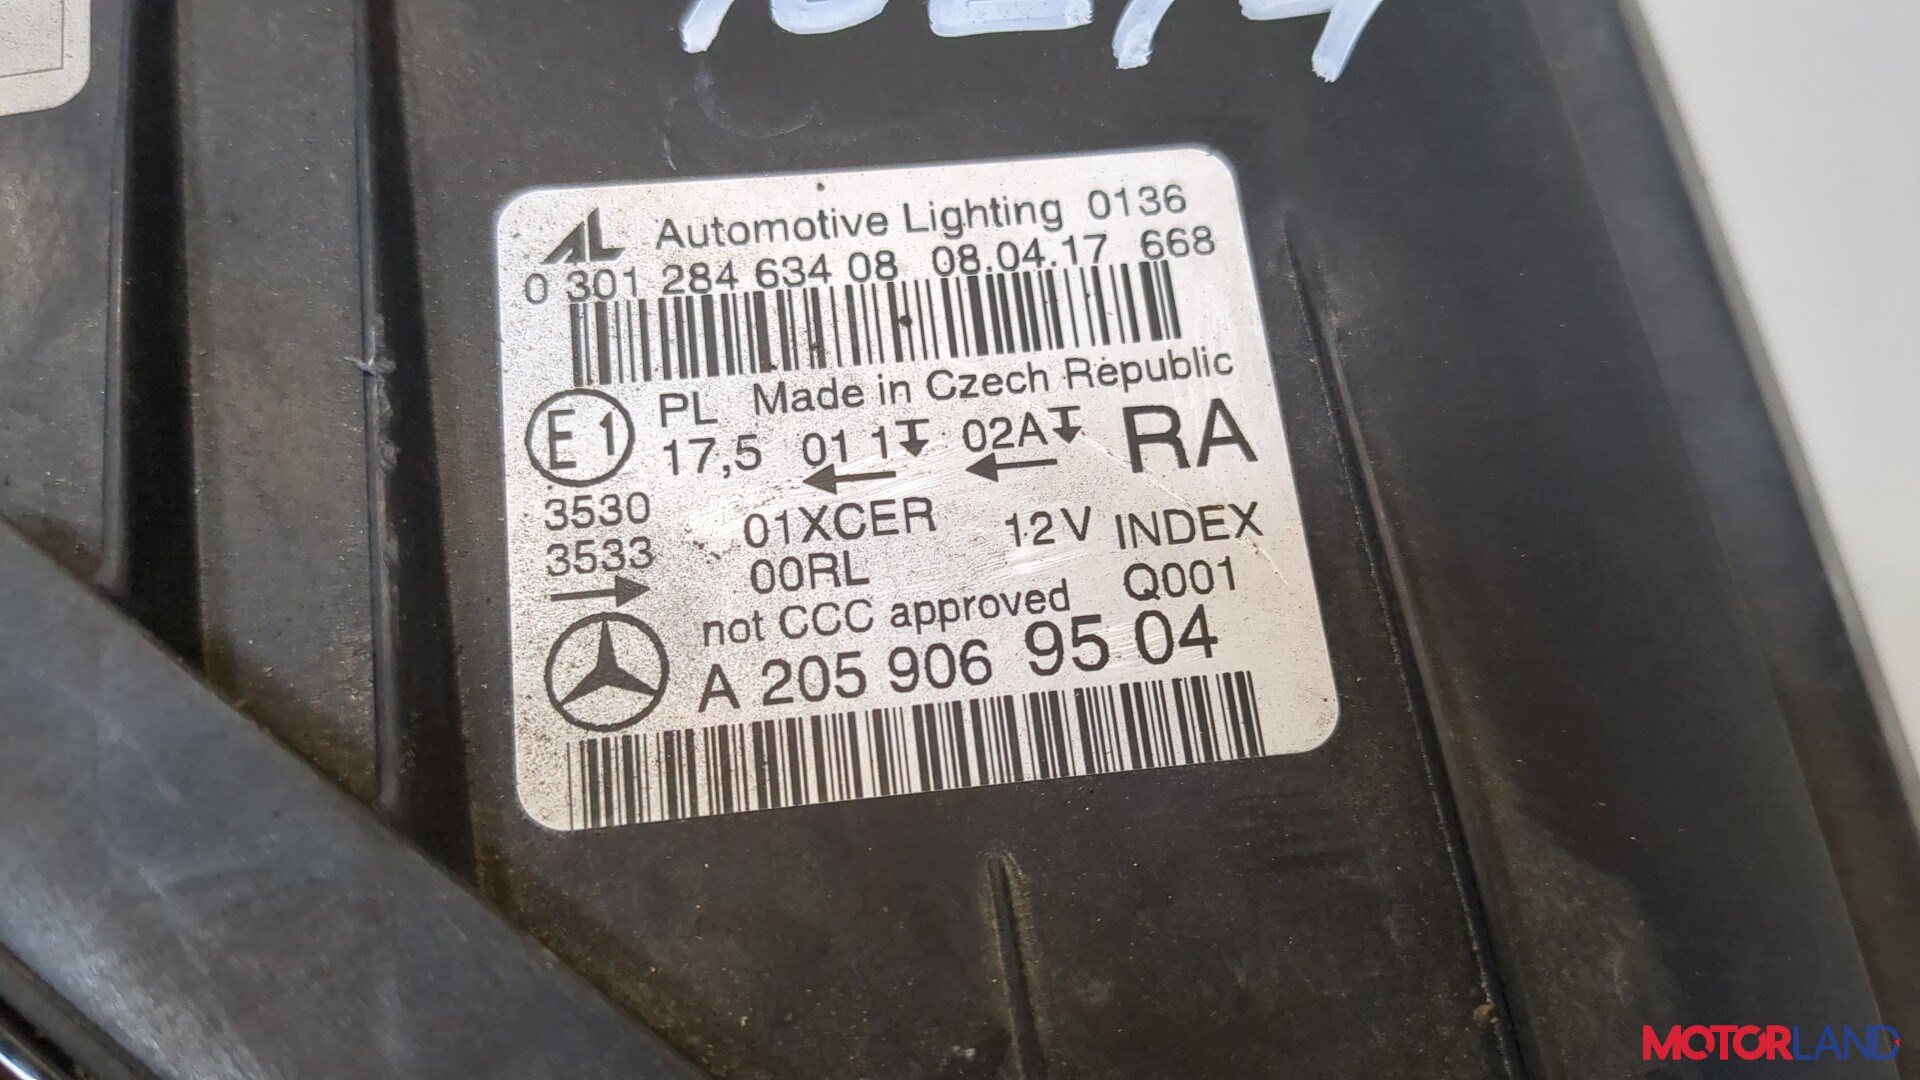 AL Automotive Lighting 0136
0 301 284 634 08 08.04.17 668
E1 PL Made in Czech Republic
17,5 01 1 02A RA
3530 01XCER 12V INDEX
3533 00RL Q001
not CCC approved
A 205 906 95 04
MOTORLAND